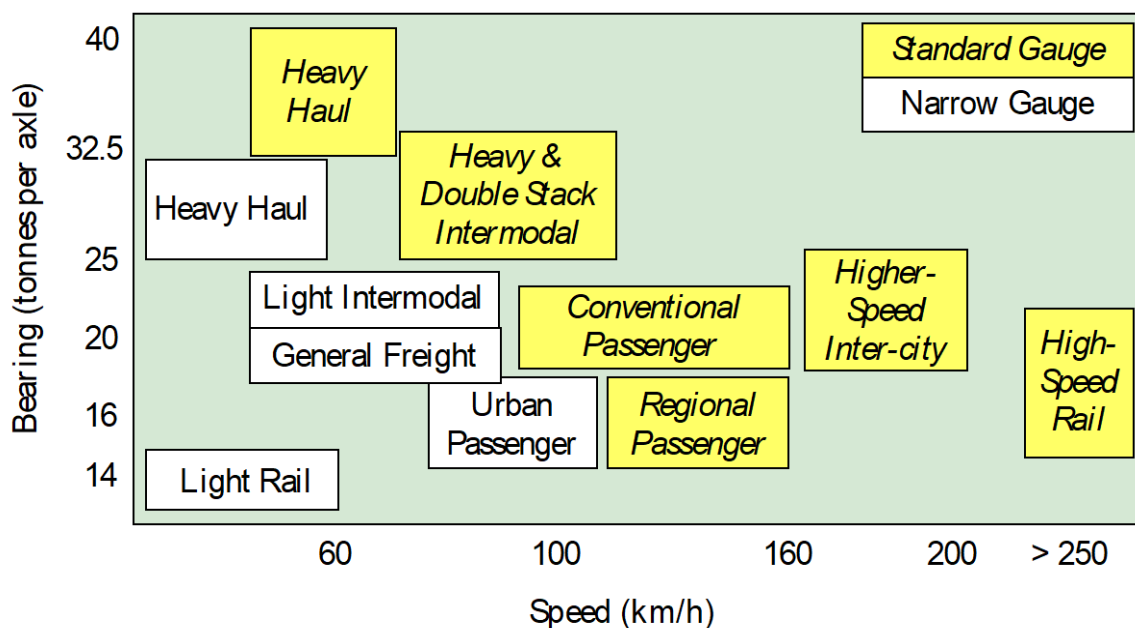 Bearing (tonnesper axle)
40
32.5
25
20
16
14
Heavy
Haul
Standard Gauge
Narrow Gauge
Heavy &
Double Stack
Intermodal
Heavy Haul
Light Intermodal
General Freight
Conventional
Passenger
Higher-
Speed
Inter-city
High-
Speed
Rail
Urban
Passenger
Regional
Passenger
Light Rail
60
100
160
200
> 250
Speed (km/h)